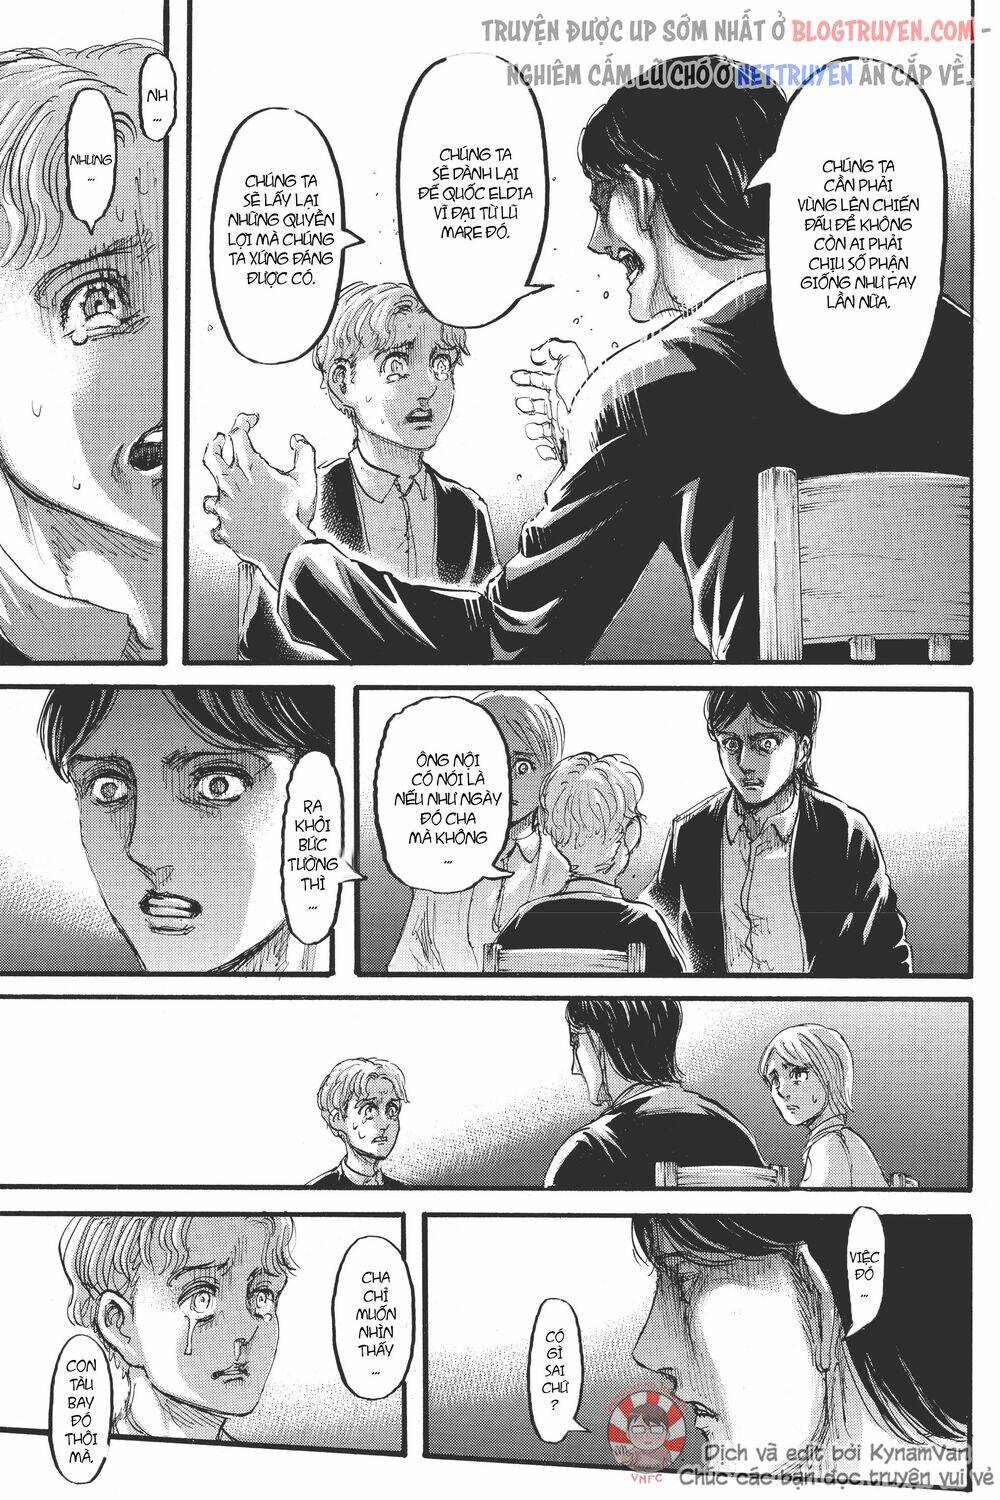 TRUYỆN ĐƯỢC UP SỚM NHẤT Ở BLOGTRUYEN.COM -
NGHIÊM CẤM LŨ CHÓ Ở NETTRUYEN ĂN CẮP VỀ.
CHÚNG TA
CẦN PHẢI
VÙNG LÊN CHIẾN
ĐẤU ĐỂ KHÔNG
CÒN AI PHẢI
CHỊU SỐ PHẬN
GIỐNG NHƯ FAY
LẦN NỮA.
CHÚNG TA
SẼ DÀNH LẠI
ĐẾ QUỐC ELDIA
VĨ ĐẠI TỪ LŨ
MARE ĐÓ.
CHÚNG TA
SẼ LẤY LẠI
NHỮNG QUYỀN
LỢI MÀ CHÚNG
TA XỨNG ĐÁNG
ĐƯỢC CÓ.
NH
...
NHƯNG
...
ÔNG NỘI
CÓ NÓI LÀ
NẾU NHƯ NGÀY
ĐÓ CHA
MÀ KHÔNG
...
RA
KHỎI
BỨC
TƯỜNG
THÌ
...
VIỆC
ĐÓ
...
CÓ
GÌ
SAI
CHỨ
?
CHA
CHỈ
MUỐN
NHÌN
THẤY
...
CON
TÀU
BAY
ĐÓ
THÔI
MÀ.
VNFC
Dịch và edit bởi KynamVan
Chúc các bạn đọc truyện vui vẻ